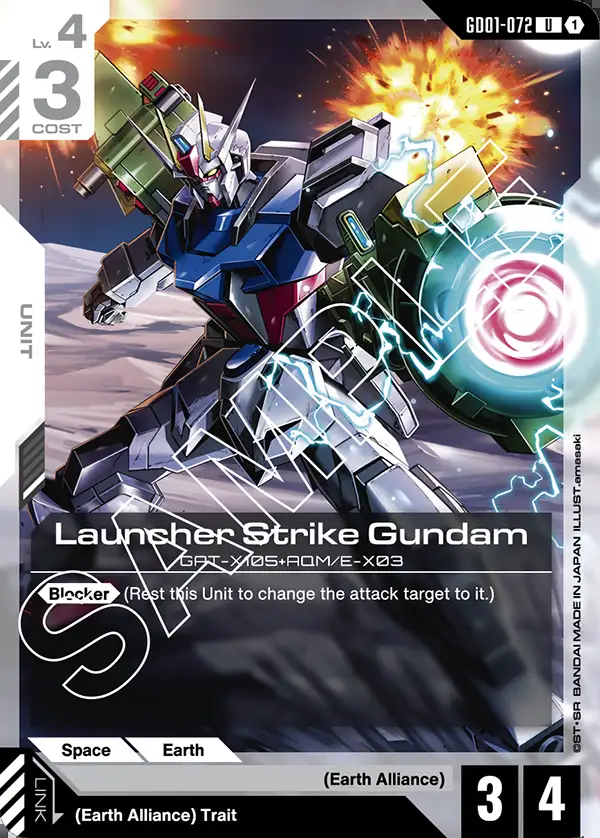 Lv. 4
3
COST
GD01-072 U 1
UNIT
SAMPLE
Launcher Strike Gundam
GAT-X105+AQM/E-X03
Blocker (Rest this Unit to change the attack target to it.)
©ST・SR BANDAI MADE IN JAPAN ILLUST.amasaki
Space Earth
(Earth Alliance)
LINK
(Earth Alliance) Trait
3 4